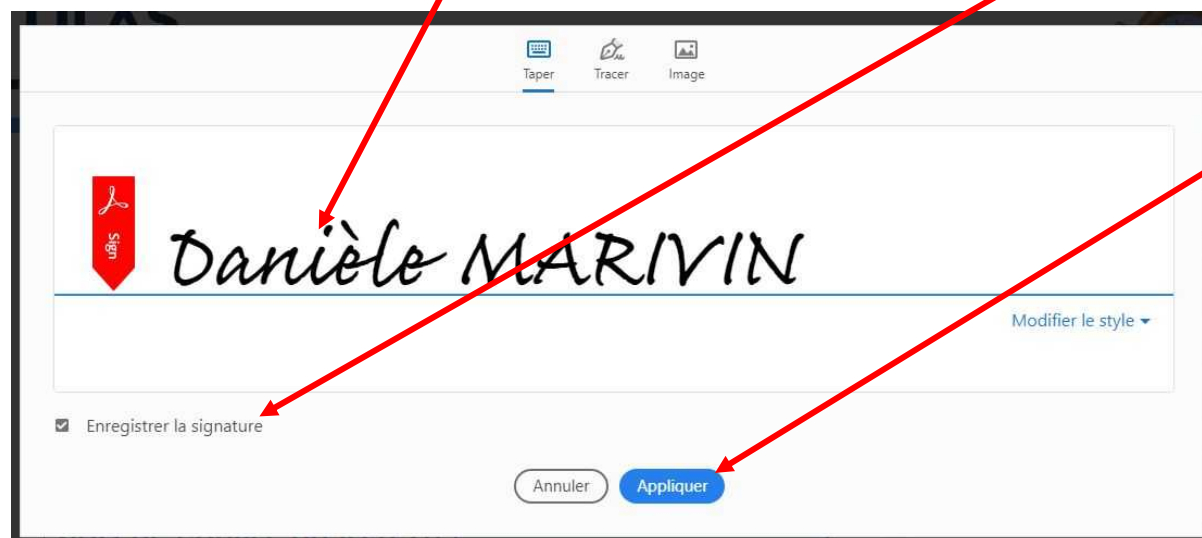 Taper Tracer Image
Sign
Danièle MARIVIN
Modifier le style
Enregistrer la signature
Annuler Appliquer